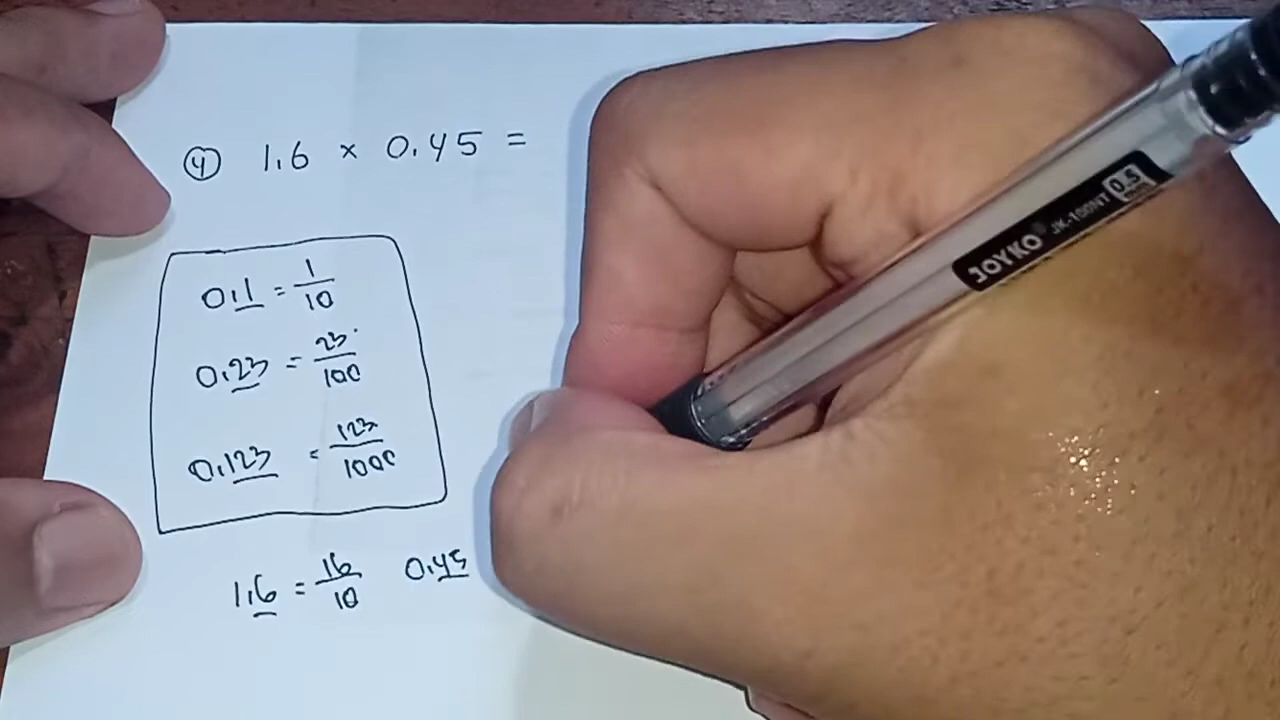 ④ 1.6 × 0.45 =
0.1 = 1/10
0.23 = 23/100
0.123 = 123/1000
1.6 = 16/10 0.45
JOYKO® JK-100NT 0.5